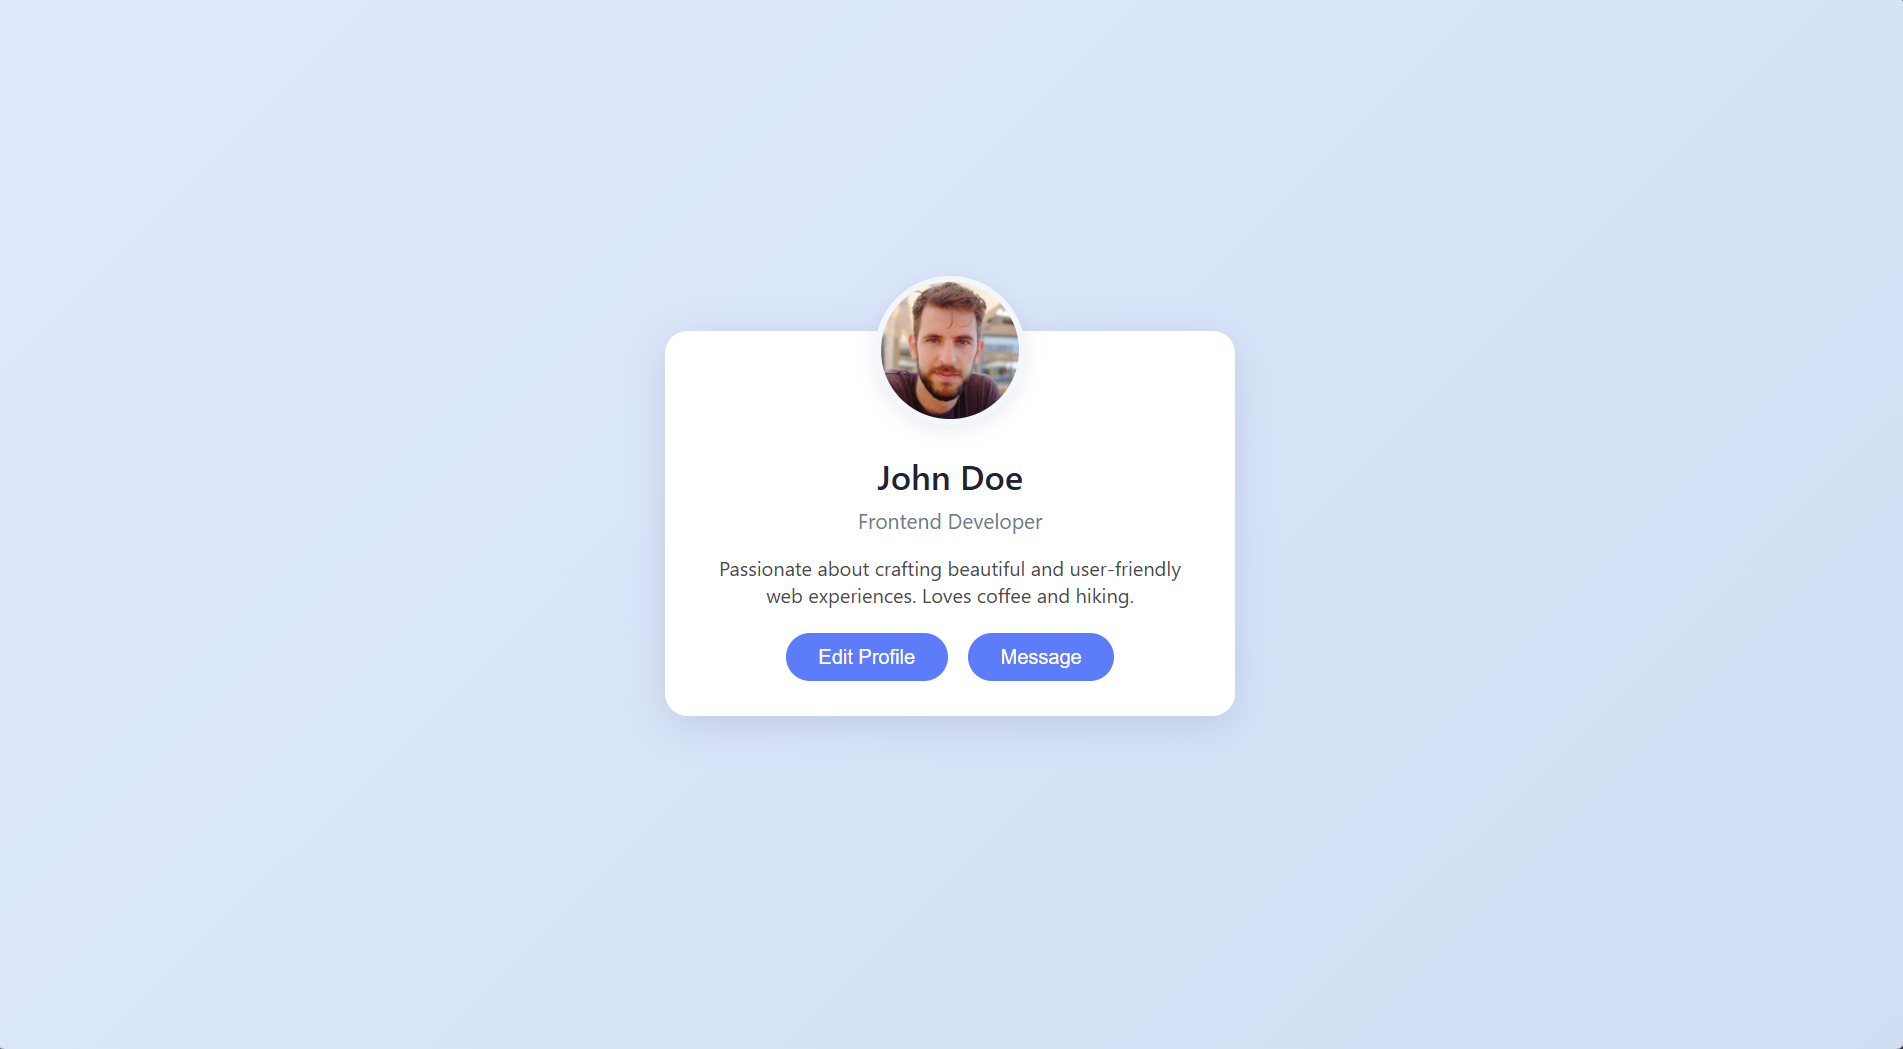 John Doe
Frontend Developer
Passionate about crafting beautiful and user-friendly
web experiences. Loves coffee and hiking.
Edit Profile
Message